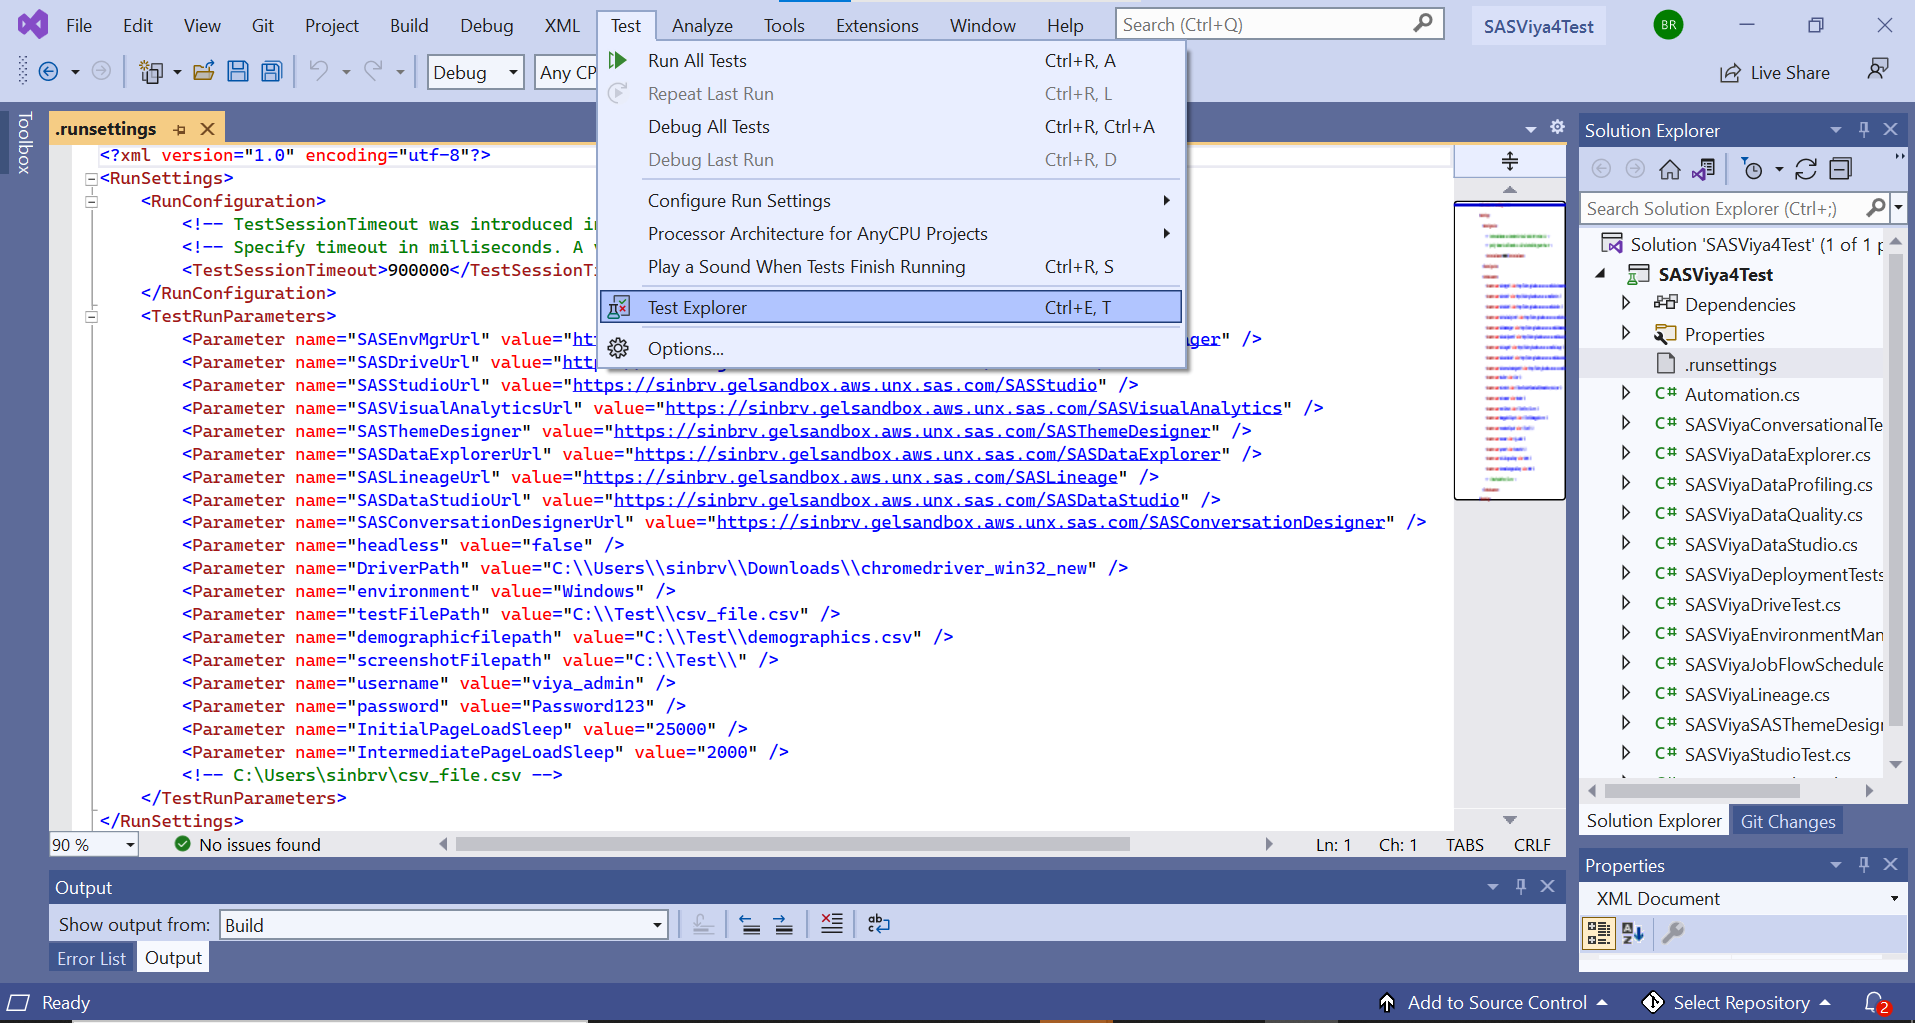 File Edit View Git Project Build Debug XML Test Analyze Tools Extensions Window Help Search (Ctrl+Q) SASViya4Test BR
Debug Any CP Live Share
Run All Tests Ctrl+R, A
Repeat Last Run Ctrl+R, L
Debug All Tests Ctrl+R, Ctrl+A
Debug Last Run Ctrl+R, D
Configure Run Settings
Processor Architecture for AnyCPU Projects
Play a Sound When Tests Finish Running Ctrl+R, S
Test Explorer Ctrl+E, T
Options...
Toolbox
.runsettings
<?xml version="1.0" encoding="utf-8"?>
<RunSettings>
<RunConfiguration>
<!-- TestSessionTimeout was introduced i
<!-- Specify timeout in milliseconds. A
<TestSessionTimeout>900000</TestSessionT
</RunConfiguration>
<TestRunParameters>
<Parameter name="SASEnvMgrUrl" value="ht ager" />
<Parameter name="SASDriveUrl" value="htt
<Parameter name="SASStudioUrl" value="https://sinbrv.gelsandbox.aws.unx.sas.com/SASStudio" />
<Parameter name="SASVisualAnalyticsUrl" value="https://sinbrv.gelsandbox.aws.unx.sas.com/SASVisualAnalytics" />
<Parameter name="SASThemeDesigner" value="https://sinbrv.gelsandbox.aws.unx.sas.com/SASThemeDesigner" />
<Parameter name="SASDataExplorerUrl" value="https://sinbrv.gelsandbox.aws.unx.sas.com/SASDataExplorer" />
<Parameter name="SASLineageUrl" value="https://sinbrv.gelsandbox.aws.unx.sas.com/SASLineage" />
<Parameter name="SASDataStudioUrl" value="https://sinbrv.gelsandbox.aws.unx.sas.com/SASDataStudio" />
<Parameter name="SASConversationDesignerUrl" value="https://sinbrv.gelsandbox.aws.unx.sas.com/SASConversationDesigner" />
<Parameter name="headless" value="false" />
<Parameter name="DriverPath" value="C:\\Users\\sinbrv\\Downloads\\chromedriver_win32_new" />
<Parameter name="environment" value="Windows" />
<Parameter name="testFilePath" value="C:\\Test\\csv_file.csv" />
<Parameter name="demographicfilepath" value="C:\\Test\\demographics.csv" />
<Parameter name="screenshotFilepath" value="C:\\Test\\" />
<Parameter name="username" value="viya_admin" />
<Parameter name="password" value="Password123" />
<Parameter name="InitialPageLoadSleep" value="25000" />
<Parameter name="IntermediatePageLoadSleep" value="2000" />
<!-- C:\Users\sinbrv\csv_file.csv -->
</TestRunParameters>
</RunSettings>
90 % No issues found Ln: 1 Ch: 1 TABS CRLF
Output
Show output from: Build
Error List Output
Solution Explorer
Search Solution Explorer (Ctrl+;)
Solution 'SASViya4Test' (1 of 1 p
SASViya4Test
Dependencies
Properties
.runsettings
C# Automation.cs
C# SASViyaConversationalTe
C# SASViyaDataExplorer.cs
C# SASViyaDataProfiling.cs
C# SASViyaDataQuality.cs
C# SASViyaDataStudio.cs
C# SASViyaDeploymentTests
C# SASViyaDriveTest.cs
C# SASViyaEnvironmentMan
C# SASViyaJobFlowSchedule
C# SASViyaLineage.cs
C# SASViyaSASThemeDesig
C# SASViyaStudioTest.cs
Solution Explorer Git Changes
Properties
XML Document
Ready Add to Source Control Select Repository 2